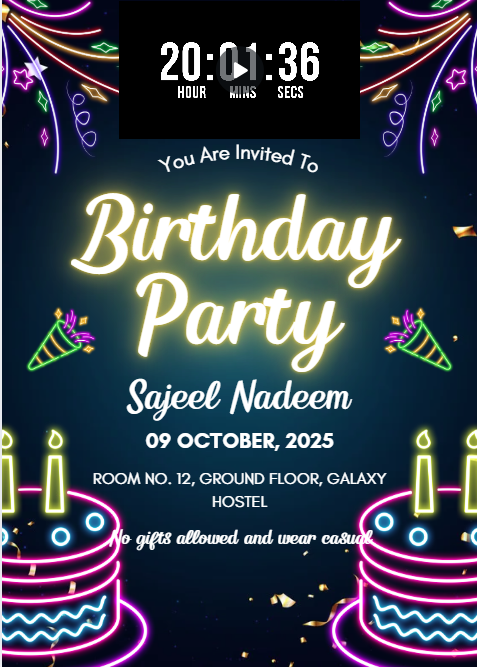 20:01:36
HOUR MINS SECS
You Are Invited To
Birthday
Party
Sajeel Nadeem
09 OCTOBER, 2025
ROOM NO. 12, GROUND FLOOR, GALAXY
HOSTEL
No gifts allowed and wear casual.